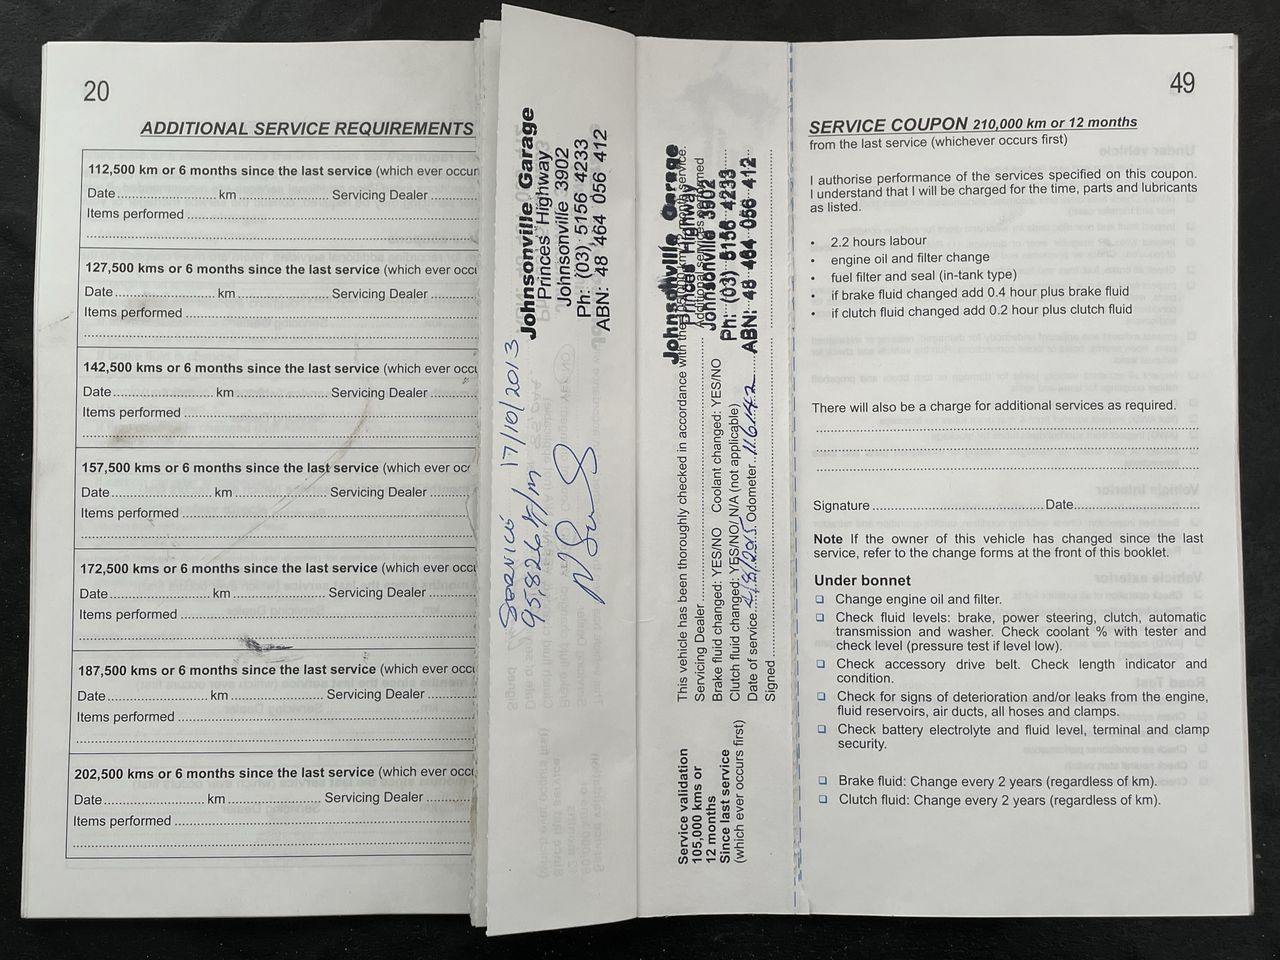 20
ADDITIONAL SERVICE REQUIREMENTS
112,500 km or 6 months since the last service (which ever occur
Date.................... km.................. Servicing Dealer...........
Items performed............................................................
127,500 kms or 6 months since the last service (which ever occ
Date.................... km.................. Servicing Dealer...........
Items performed............................................................
142,500 kms or 6 months since the last service (which ever occ
Date.................... km.................. Servicing Dealer...........
Items performed............................................................
157,500 kms or 6 months since the last service (which ever oc
Date.................... km.................. Servicing Dealer...........
Items performed............................................................
172,500 kms or 6 months since the last service (which ever occ
Date.................... km.................. Servicing Dealer...........
Items performed............................................................
187,500 kms or 6 months since the last service (which ever occ
Date.................... km.................. Servicing Dealer...........
Items performed............................................................
202,500 kms or 6 months since the last service (which ever occ
Date.................... km.................. Servicing Dealer...........
Items performed............................................................
SERVICE 17/10/2013
95,826 K/m
Johnsonville Garage
Princes Highway
Johnsonville 3902
Ph: (03) 5156 4233
ABN: 48 464 056 412
Service validation
105,000 kms or
12 months
Since last service
(which ever occurs first)
This vehicle has been thoroughly checked in accordance with the service.
Servicing Dealer.................... Additional services performed
Brake fluid changed: YES/NO Coolant changed: YES/NO
Clutch fluid changed: YES/NO/ N/A (not applicable)
Date of service 4/8/2015 Odometer 116142
Signed....................
Johnsonville Garage
Princes Highway
Johnsonville 3902
Ph: (03) 5156 4233
ABN: 48 464 056 412
49
SERVICE COUPON 210,000 km or 12 months
from the last service (whichever occurs first)
I authorise performance of the services specified on this coupon.
I understand that I will be charged for the time, parts and lubricants
as listed.
• 2.2 hours labour
• engine oil and filter change
• fuel filter and seal (in-tank type)
• if brake fluid changed add 0.4 hour plus brake fluid
• if clutch fluid changed add 0.2 hour plus clutch fluid
There will also be a charge for additional services as required.
Signature............................................Date....................
Note If the owner of this vehicle has changed since the last
service, refer to the change forms at the front of this booklet.
Under bonnet
❑ Change engine oil and filter.
❑ Check fluid levels: brake, power steering, clutch, automatic
transmission and washer. Check coolant % with tester and
check level (pressure test if level low).
❑ Check accessory drive belt. Check length indicator and
condition.
❑ Check for signs of deterioration and/or leaks from the engine,
fluid reservoirs, air ducts, all hoses and clamps.
❑ Check battery electrolyte and fluid level, terminal and clamp
security.
❑ Brake fluid: Change every 2 years (regardless of km).
❑ Clutch fluid: Change every 2 years (regardless of km).